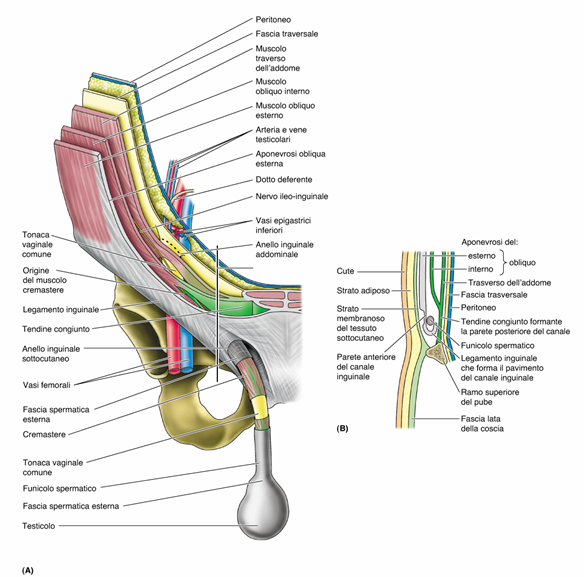 Peritoneo
Fascia traversale
Muscolo
traverso
dell'addome
Muscolo
obliquo interno
Muscolo obliquo
esterno
Arteria e vene
testicolari
Aponevrosi obliqua
esterna
Dotto deferente
Nervo ileo-inguinale
Vasi epigastrici
inferiori
Anello inguinale
addominale
Tonaca
vaginale
comune
Origine
del muscolo
cremastere
Legamento inguinale
Tendine congiunto
Anello inguinale
sottocutaneo
Vasi femorali
Fascia spermatica
esterna
Cremastere
Tonaca vaginale
comune
Funicolo spermatico
Fascia spermatica esterna
Testicolo
(A)
Aponevrosi del:
esterno
interno
obliquo
Trasverso dell'addome
Fascia trasversale
Peritoneo
Tendine congiunto formante
la parete posteriore del canale
Funicolo spermatico
Legamento inguinale
che forma il pavimento
del canale inguinale
Ramo superiore
del pube
Fascia lata
della coscia
Cute
Strato adiposo
Strato
membranoso
del tessuto
sottocutaneo
Parete anteriore
del canale
inguinale
(B)